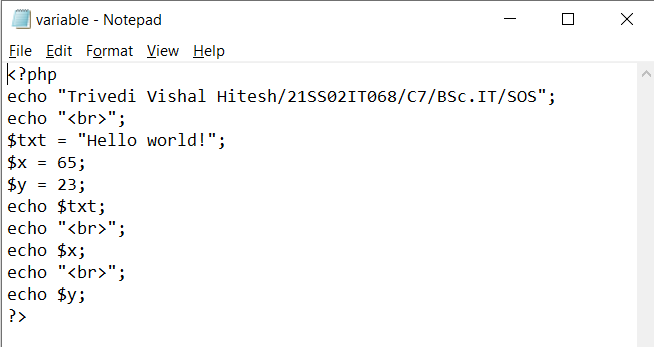 variable - Notepad
File Edit Format View Help
<?php
echo "Trivedi Vishal Hitesh/21SS02IT068/C7/BSc.IT/SOS";
echo "<br>";
$txt = "Hello world!";
$x = 65;
$y = 23;
echo $txt;
echo "<br>";
echo $x;
echo "<br>";
echo $y;
?>